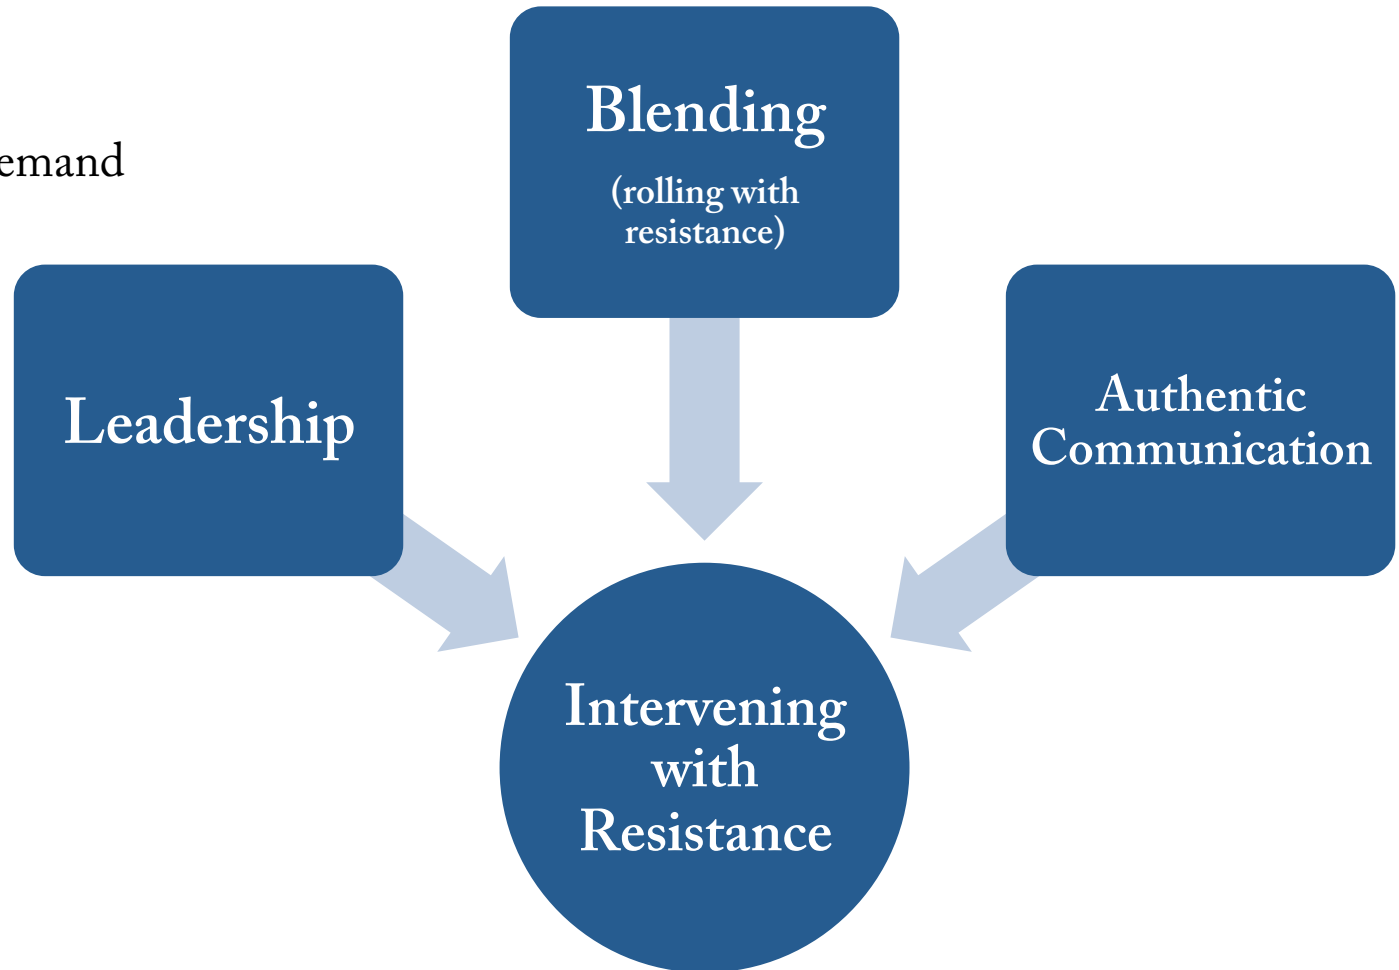 emand
Blending
(rolling with
resistance)
Leadership
Authentic
Communication
Intervening
with
Resistance